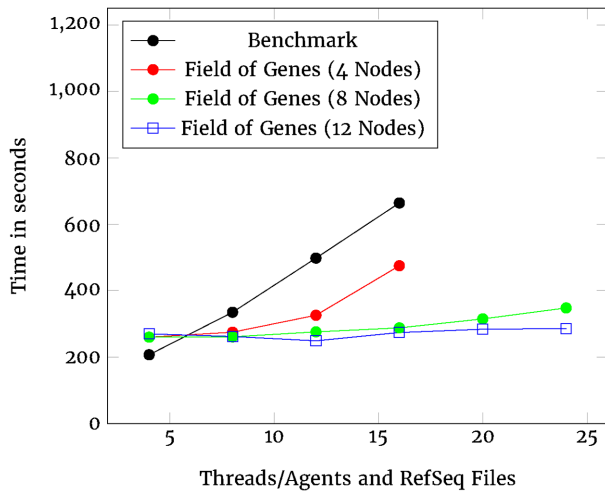 1,200
Benchmark
Field of Genes (4 Nodes)
1,000
Field of Genes (8 Nodes)
Field of Genes (12 Nodes)
800
600
400
200
0
Time in seconds
5 10 15 20 25
Threads/Agents and RefSeq Files